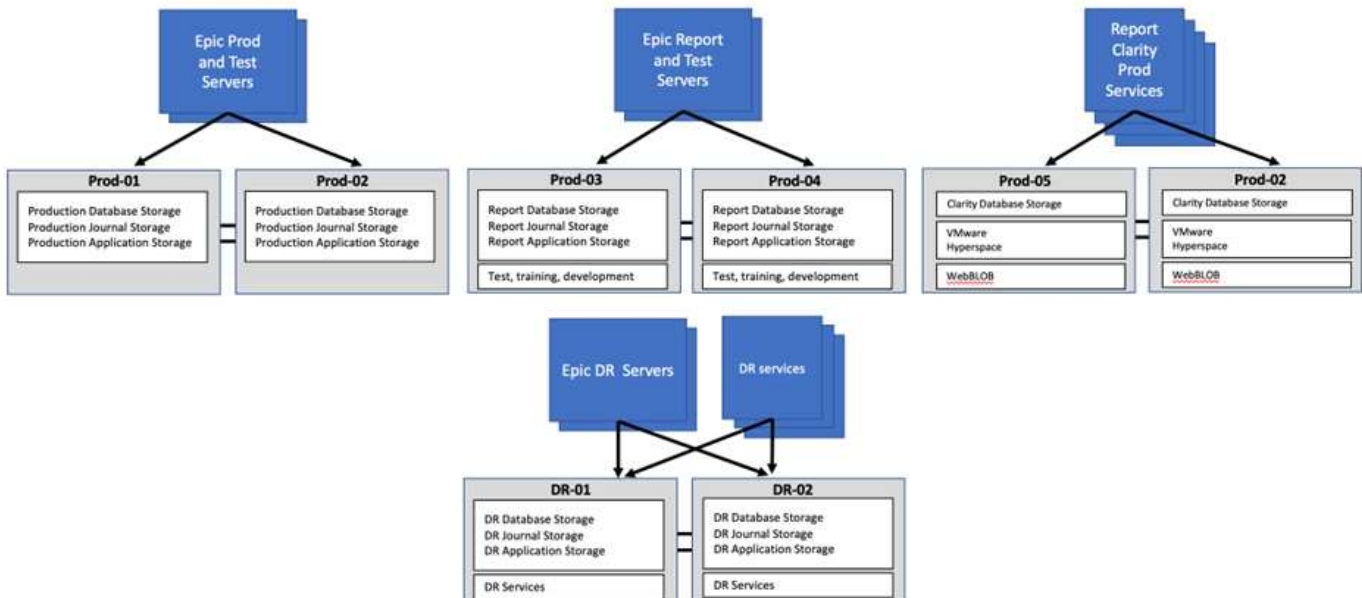 Epic Prod
and Test
Servers
Epic Report
and Test Servers
Report
Clarity
Prod
Services
Prod-01
Production Database Storage
Production Journal Storage
Production Application Storage
Prod-02
Production Database Storage
Production Journal Storage
Production Application Storage
Prod-03
Report Database Storage
Report Journal Storage
Report Application Storage
Test, training, development
Prod-04
Report Database Storage
Report Journal Storage
Report Application Storage
Test, training, development
Prod-05
Clarity Database Storage
VMware
Hyperspace
WebBLOB
Prod-02
Clarity Database Storage
VMware
Hyperspace
WebBLOB
Epic DR Servers
DR services
DR-01
DR Database Storage
DR Journal Storage
DR Application Storage
DR Services
DR-02
DR Database Storage
DR Journal Storage
DR Application Storage
DR Services